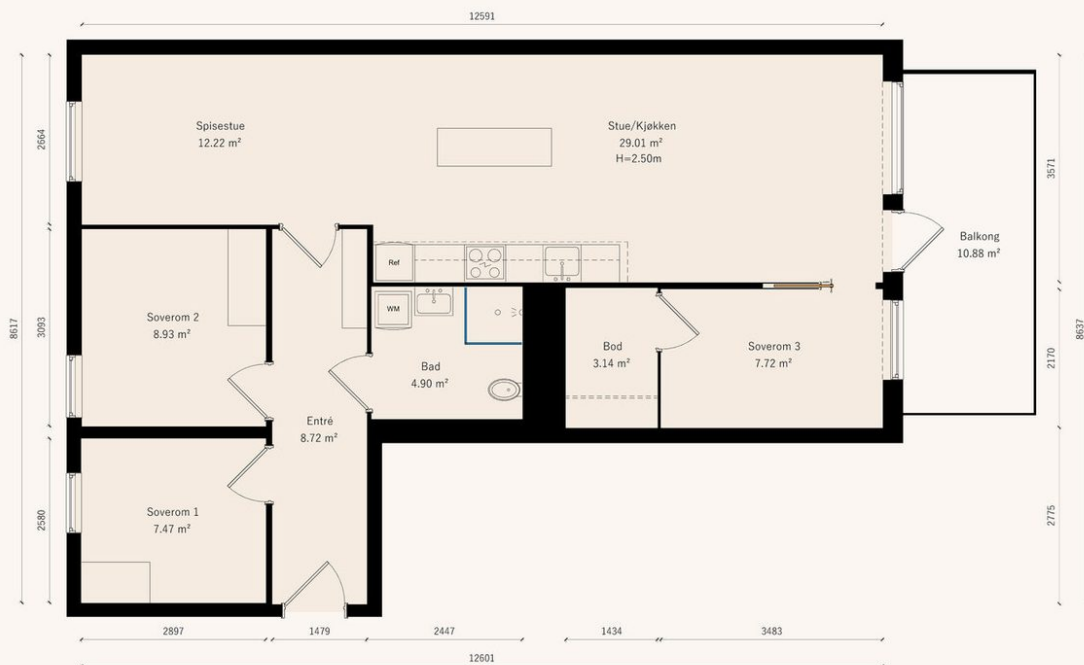 12591
Spisestue
12.22 m²
Stue/Kjøkken
29.01 m²
H=2.50m
2664
3571
Balkong
10.88 m²
Ref
WM
Soverom 2
8.93 m²
8617
3093
Bad
4.90 m²
Bod
3.14 m²
Soverom 3
7.72 m²
2170
8637
Entré
8.72 m²
Soverom 1
7.47 m²
2580
2775
2897
1479
2447
1434
3483
12601